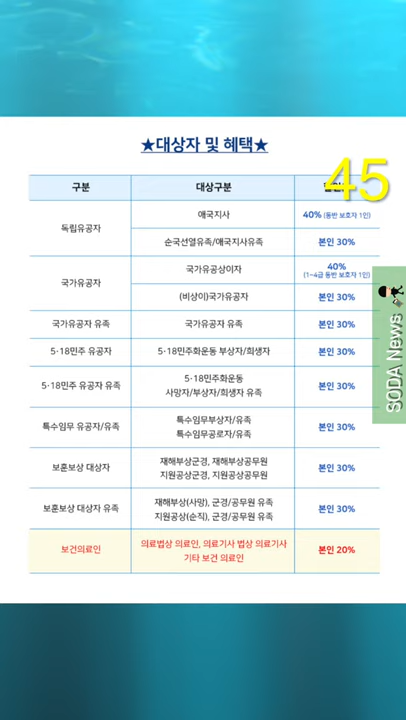 ★대상자 및 혜택★
구분 대상구분
45
독립유공자
애국지사 40% (동반 보호자 1인)
순국선열유족/애국지사유족 본인 30%
국가유공자
국가유공상이자 40%
(1~4급 동반 보호자 1인)
(비상이)국가유공자 본인 30%
국가유공자 유족 국가유공자 유족 본인 30%
5·18민주 유공자 5·18민주화운동 부상자/희생자 본인 30%
5·18민주 유공자 유족 5·18민주화운동
사망자/부상자/희생자 유족 본인 30%
특수임무 유공자/유족 특수임무부상자/유족
특수임무공로자/유족 본인 30%
보훈보상 대상자 재해부상군경, 재해부상공무원
지원공상군경, 지원공상공무원 본인 30%
보훈보상 대상자 유족 재해부상(사망), 군경/공무원 유족
지원공상(순직), 군경/공무원 유족 본인 30%
보건의료인 의료법상 의료인, 의료기사 법상 의료기사
기타 보건 의료인 본인 20%
SODA News